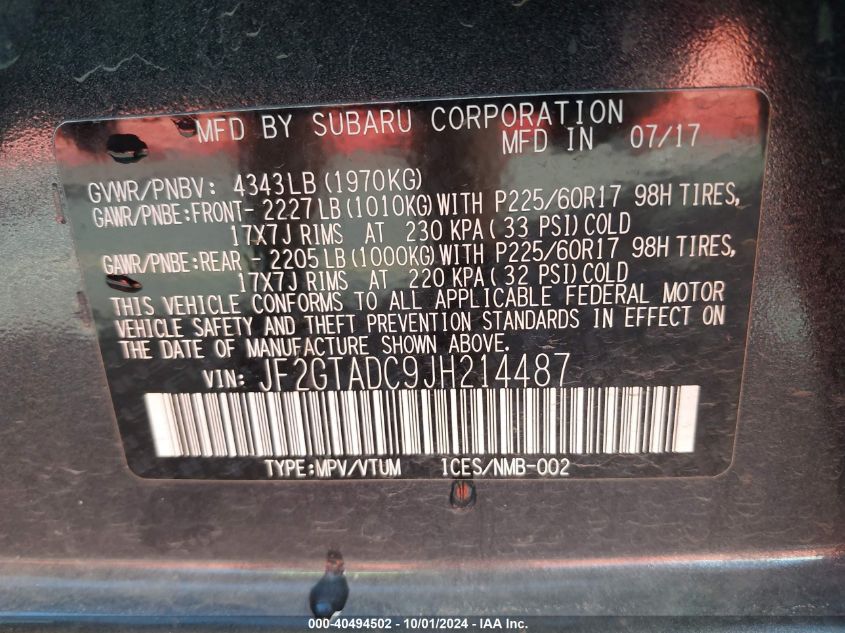 MFD BY SUBARU CORPORATION
MFD IN 07/17
GVWR/PNBV: 4343LB (1970KG)
GAWR/PNBE:FRONT- 2227LB(1010KG)WITH P225/60R17 98H TIRES,
17X7J RIMS AT 230 KPA( 33 PSI)COLD
GAWR/PNBE:REAR - 2205LB(1000KG)WITH P225/60R17 98H TIRES,
17X7J RIMS AT 220 KPA( 32 PSI)COLD
THIS VEHICLE CONFORMS TO ALL APPLICABLE FEDERAL MOTOR
VEHICLE SAFETY AND THEFT PREVENTION STANDARDS IN EFFECT ON
THE DATE OF MANUFACTURE SHOWN ABOVE.
VIN: JF2GTADC9JH214487
TYPE:MPV/VTUM ICES/NMB-002
000-40494502 - 10/01/2024 - IAA Inc.